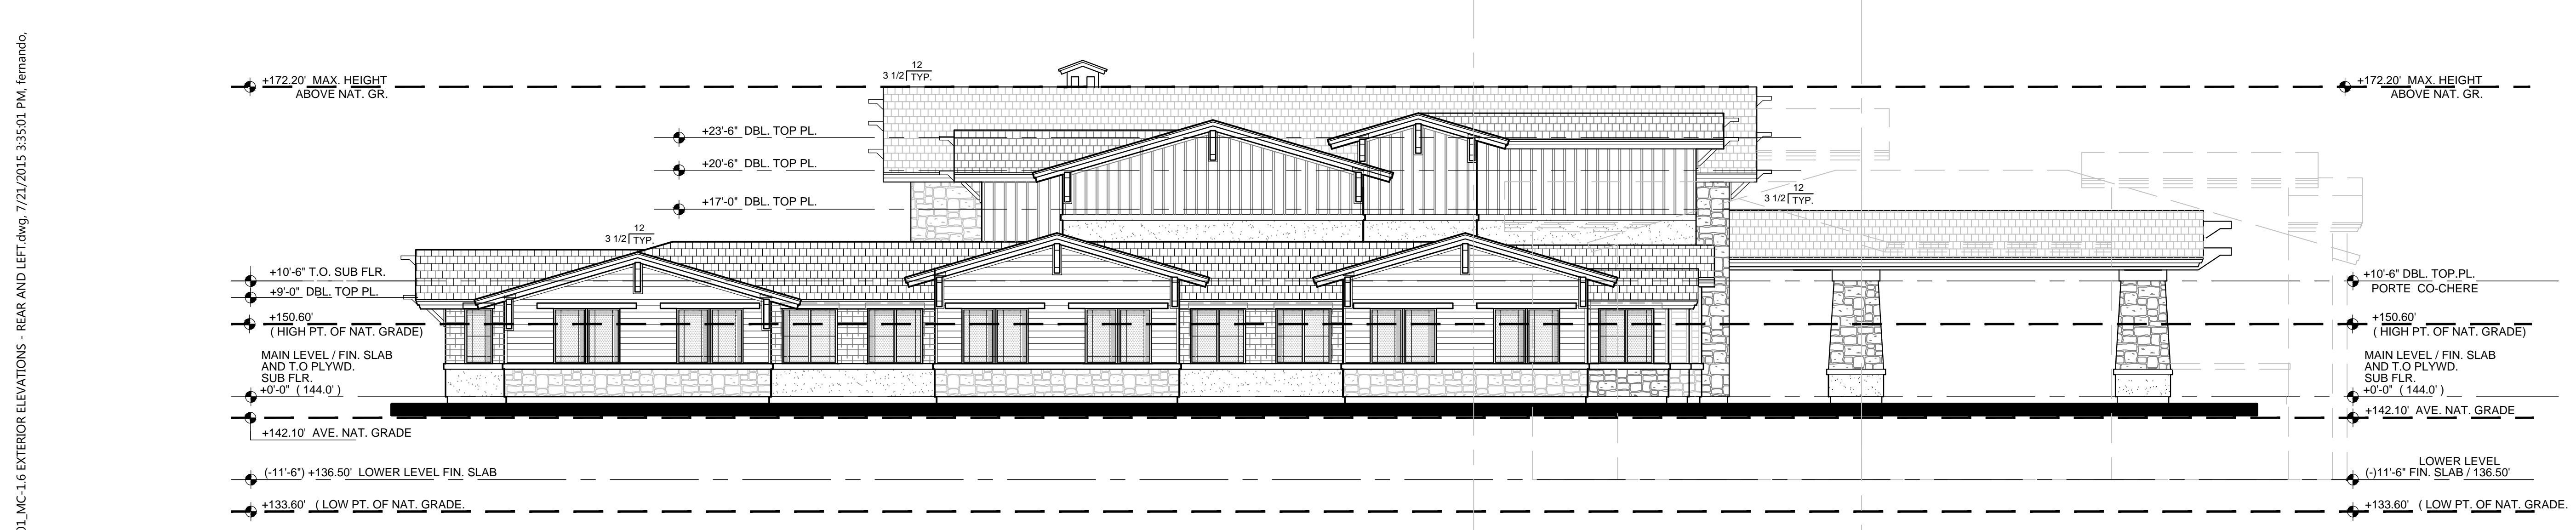 01_MC-1.6 EXTERIOR ELEVATIONS - REAR AND LEFT.dwg, 7/21/2015 3:35:01 PM, fernando,
+172.20' MAX. HEIGHT
ABOVE NAT. GR.
12
3 1/2 TYP.
+172.20' MAX. HEIGHT
ABOVE NAT. GR.
+23'-6" DBL. TOP PL.
+20'-6" DBL. TOP PL.
+17'-0" DBL. TOP PL.
12
3 1/2 TYP.
12
3 1/2 TYP.
+10'-6" T.O. SUB FLR.
+9'-0" DBL. TOP PL.
+150.60'
( HIGH PT. OF NAT. GRADE)
MAIN LEVEL / FIN. SLAB
AND T.O PLYWD.
SUB FLR.
+0'-0" ( 144.0' )
+142.10' AVE. NAT. GRADE
(-11'-6") +136.50' LOWER LEVEL FIN. SLAB
+133.60' ( LOW PT. OF NAT. GRADE.
+10'-6" DBL. TOP.PL.
PORTE CO-CHERE
+150.60'
( HIGH PT. OF NAT. GRADE)
MAIN LEVEL / FIN. SLAB
AND T.O PLYWD.
SUB FLR.
+0'-0" ( 144.0' )
+142.10' AVE. NAT. GRADE
LOWER LEVEL
(-)11'-6" FIN. SLAB / 136.50'
+133.60' ( LOW PT. OF NAT. GRADE.